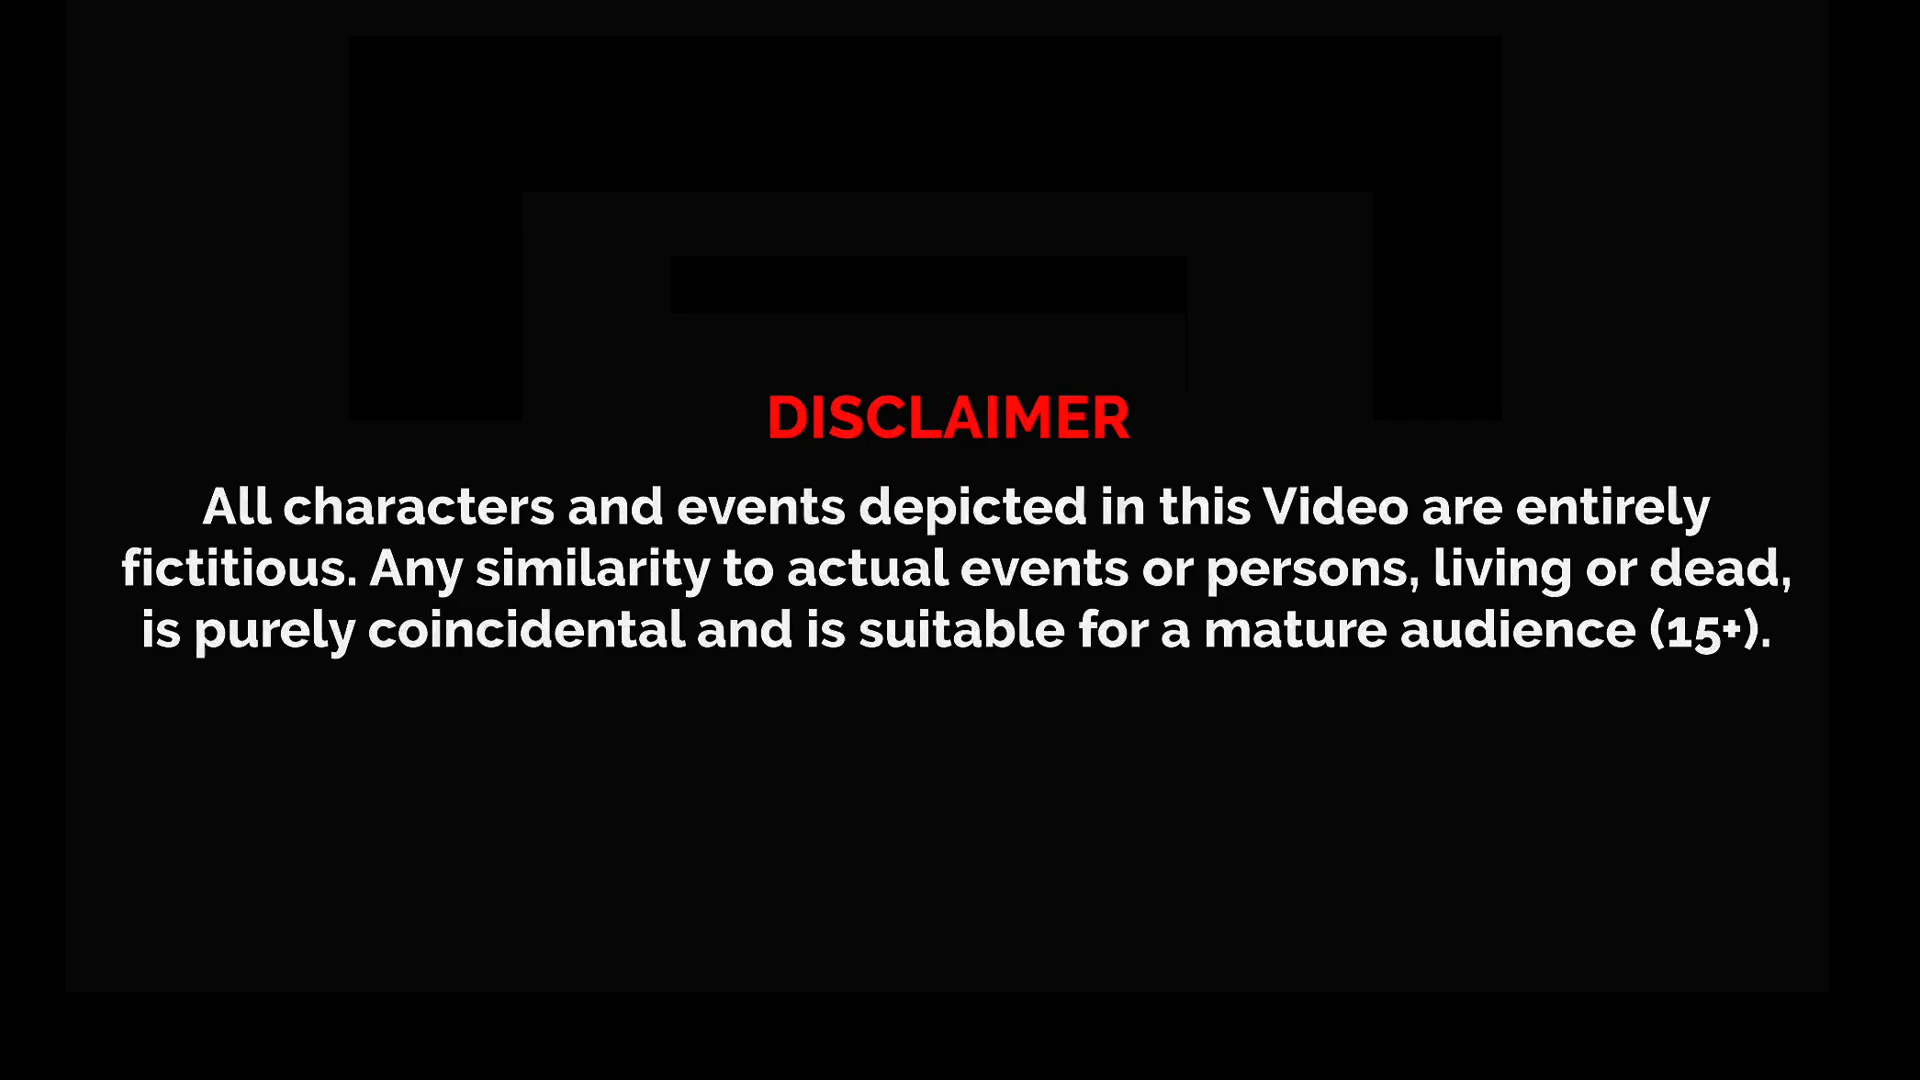 DISCLAIMER
All characters and events depicted in this Video are entirely
fictitious. Any similarity to actual events or persons, living or dead,
is purely coincidental and is suitable for a mature audience (15+).